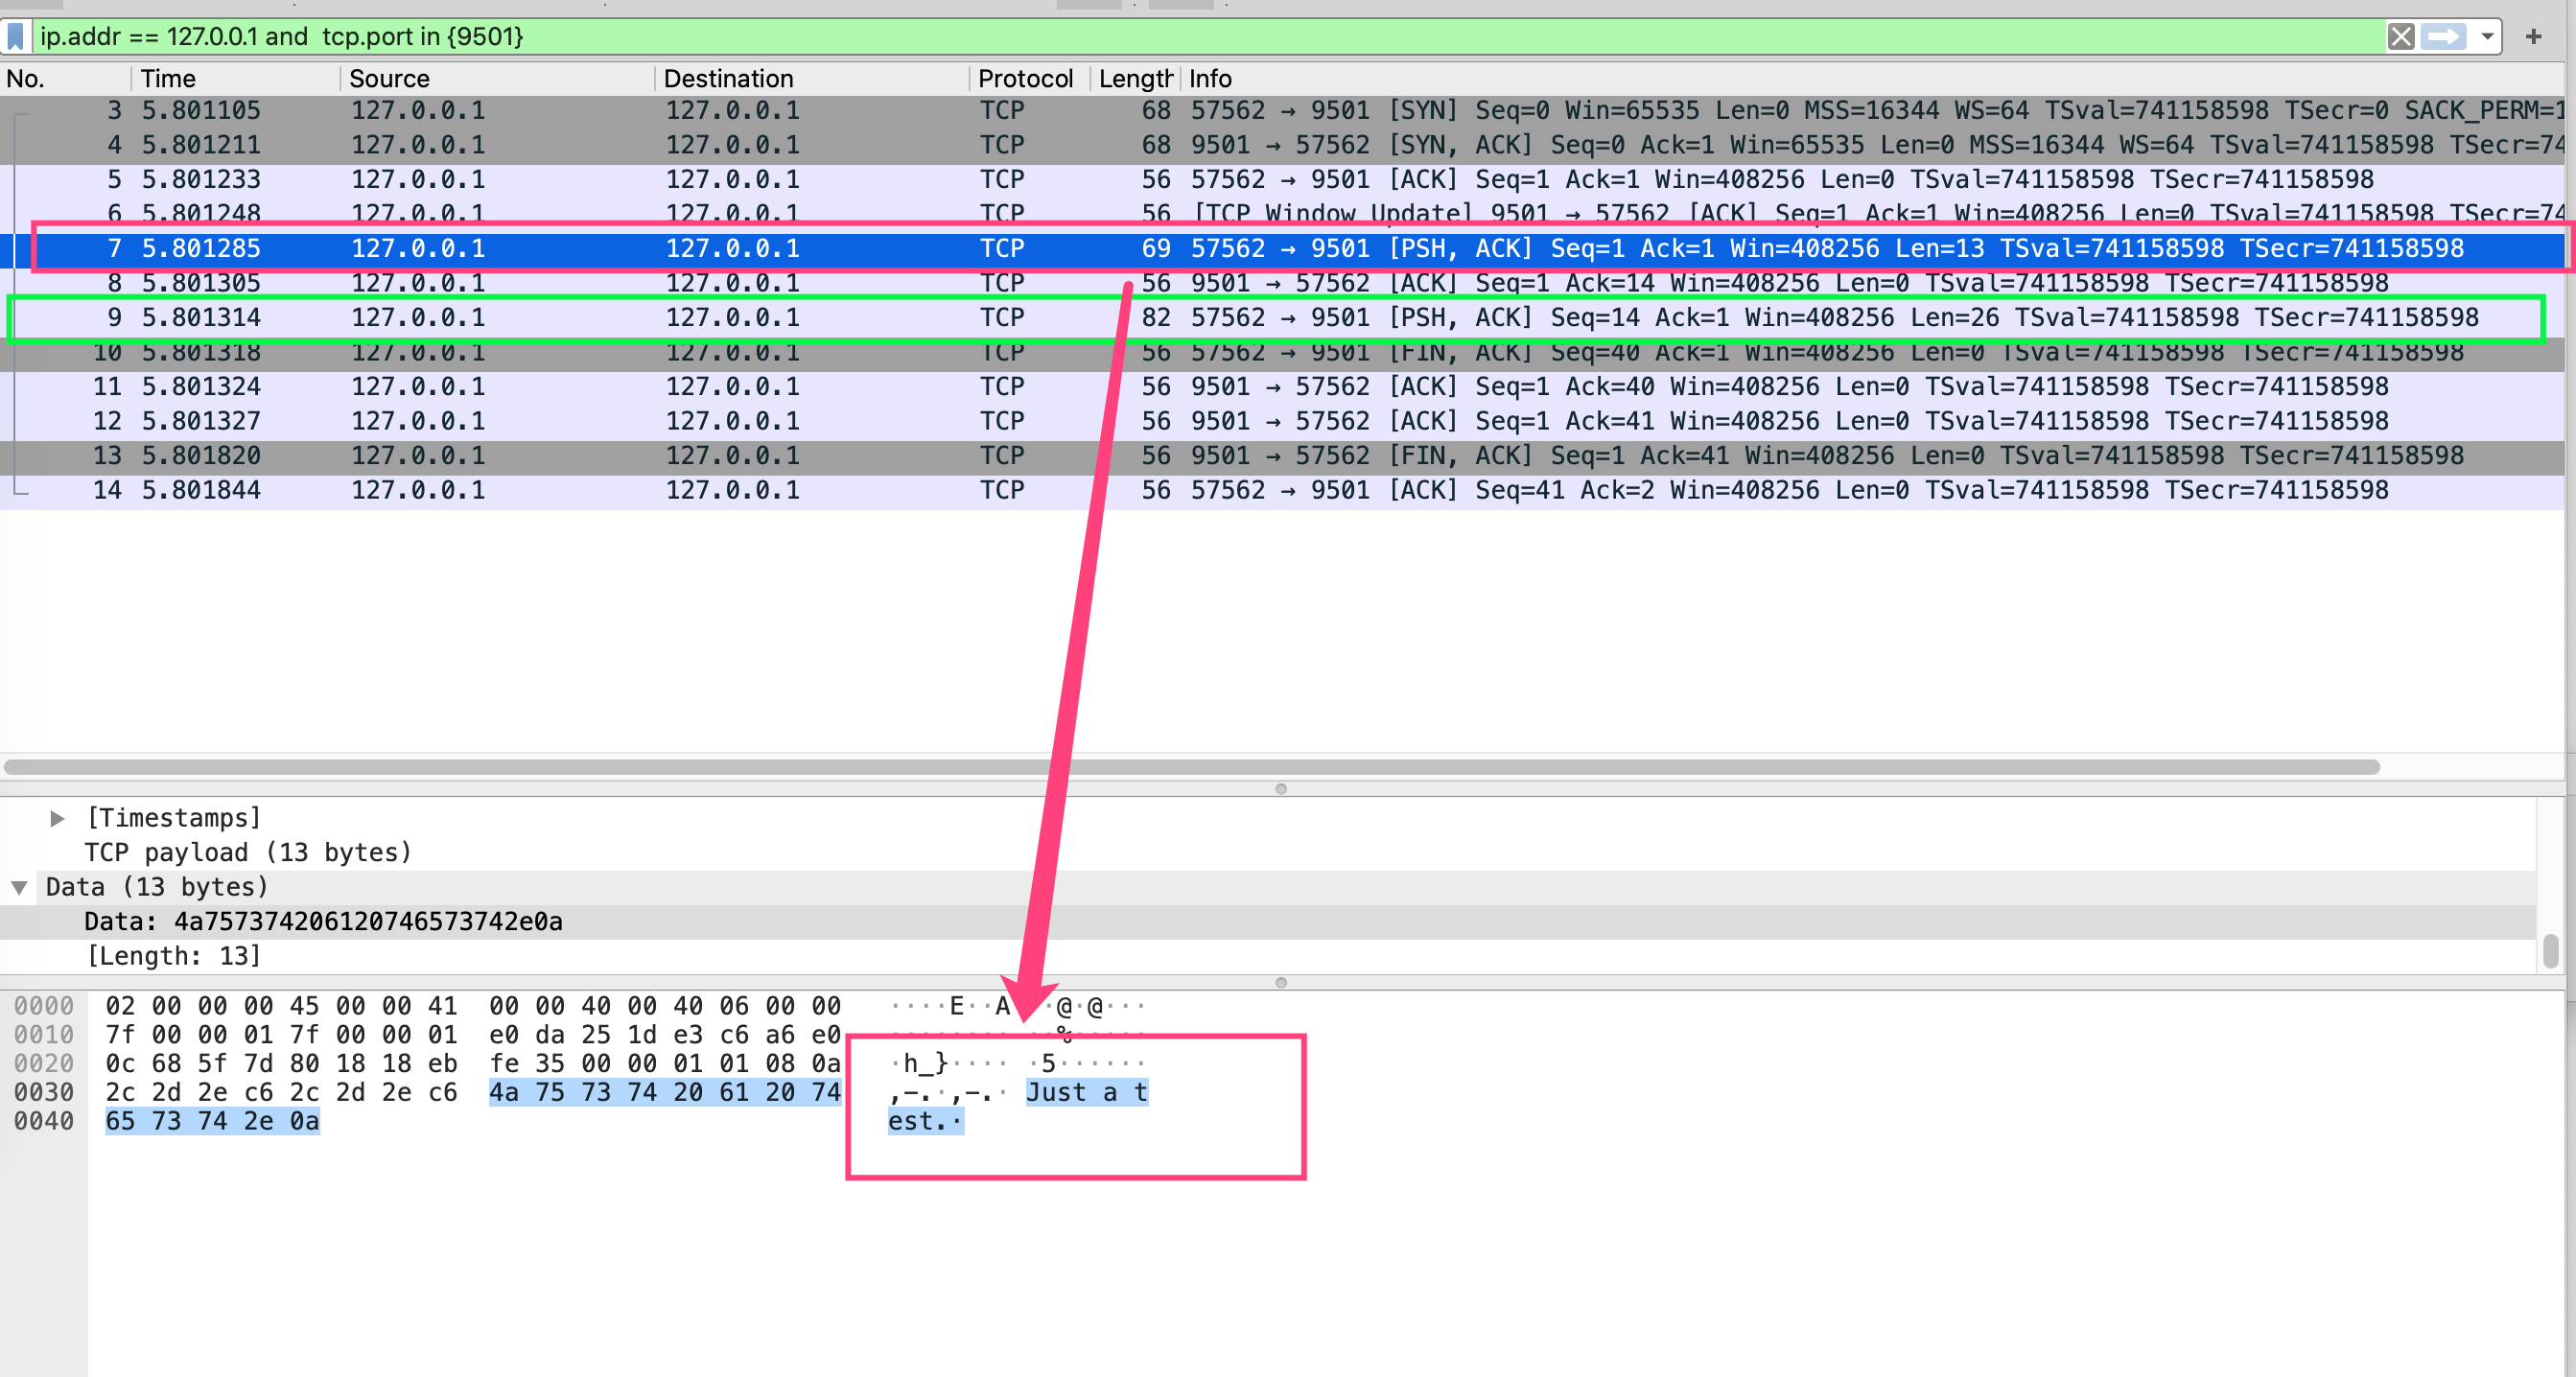 ip.addr == 127.0.0.1 and  tcp.port in {9501}
No. Time Source Destination Protocol Length Info
3 5.801105 127.0.0.1 127.0.0.1 TCP 68 57562 → 9501 [SYN] Seq=0 Win=65535 Len=0 MSS=16344 WS=64 TSval=741158598 TSecr=0 SACK_PERM=1
4 5.801211 127.0.0.1 127.0.0.1 TCP 68 9501 → 57562 [SYN, ACK] Seq=0 Ack=1 Win=65535 Len=0 MSS=16344 WS=64 TSval=741158598 TSecr=74
5 5.801233 127.0.0.1 127.0.0.1 TCP 56 57562 → 9501 [ACK] Seq=1 Ack=1 Win=408256 Len=0 TSval=741158598 TSecr=741158598
6 5.801248 127.0.0.1 127.0.0.1 TCP 56 [TCP Window Update] 9501 → 57562 [ACK] Seq=1 Ack=1 Win=408256 Len=0 TSval=741158598 TSecr=74
7 5.801285 127.0.0.1 127.0.0.1 TCP 69 57562 → 9501 [PSH, ACK] Seq=1 Ack=1 Win=408256 Len=13 TSval=741158598 TSecr=741158598
8 5.801305 127.0.0.1 127.0.0.1 TCP 56 9501 → 57562 [ACK] Seq=1 Ack=14 Win=408256 Len=0 TSval=741158598 TSecr=741158598
9 5.801314 127.0.0.1 127.0.0.1 TCP 82 57562 → 9501 [PSH, ACK] Seq=14 Ack=1 Win=408256 Len=26 TSval=741158598 TSecr=741158598
10 5.801318 127.0.0.1 127.0.0.1 TCP 56 57562 → 9501 [FIN, ACK] Seq=40 Ack=1 Win=408256 Len=0 TSval=741158598 TSecr=741158598
11 5.801324 127.0.0.1 127.0.0.1 TCP 56 9501 → 57562 [ACK] Seq=1 Ack=40 Win=408256 Len=0 TSval=741158598 TSecr=741158598
12 5.801327 127.0.0.1 127.0.0.1 TCP 56 9501 → 57562 [ACK] Seq=1 Ack=41 Win=408256 Len=0 TSval=741158598 TSecr=741158598
13 5.801820 127.0.0.1 127.0.0.1 TCP 56 9501 → 57562 [FIN, ACK] Seq=1 Ack=41 Win=408256 Len=0 TSval=741158598 TSecr=741158598
14 5.801844 127.0.0.1 127.0.0.1 TCP 56 57562 → 9501 [ACK] Seq=41 Ack=2 Win=408256 Len=0 TSval=741158598 TSecr=741158598
[Timestamps]
TCP payload (13 bytes)
Data (13 bytes)
Data: 4a757374206120746573742e0a
[Length: 13]
0000 02 00 00 00 45 00 00 41 00 00 40 00 40 06 00 00 ····E··A ··@·@···
0010 7f 00 00 01 7f 00 00 01 e0 da 25 1d e3 c6 a6 e0 ········ ··%·····
0020 0c 68 5f 7d 80 18 18 eb fe 35 00 00 01 01 08 0a ·h_}···· ·5······
0030 2c 2d 2e c6 2c 2d 2e c6 4a 75 73 74 20 61 20 74 ,-.·,-.· Just a t
0040 65 73 74 2e 0a est.·